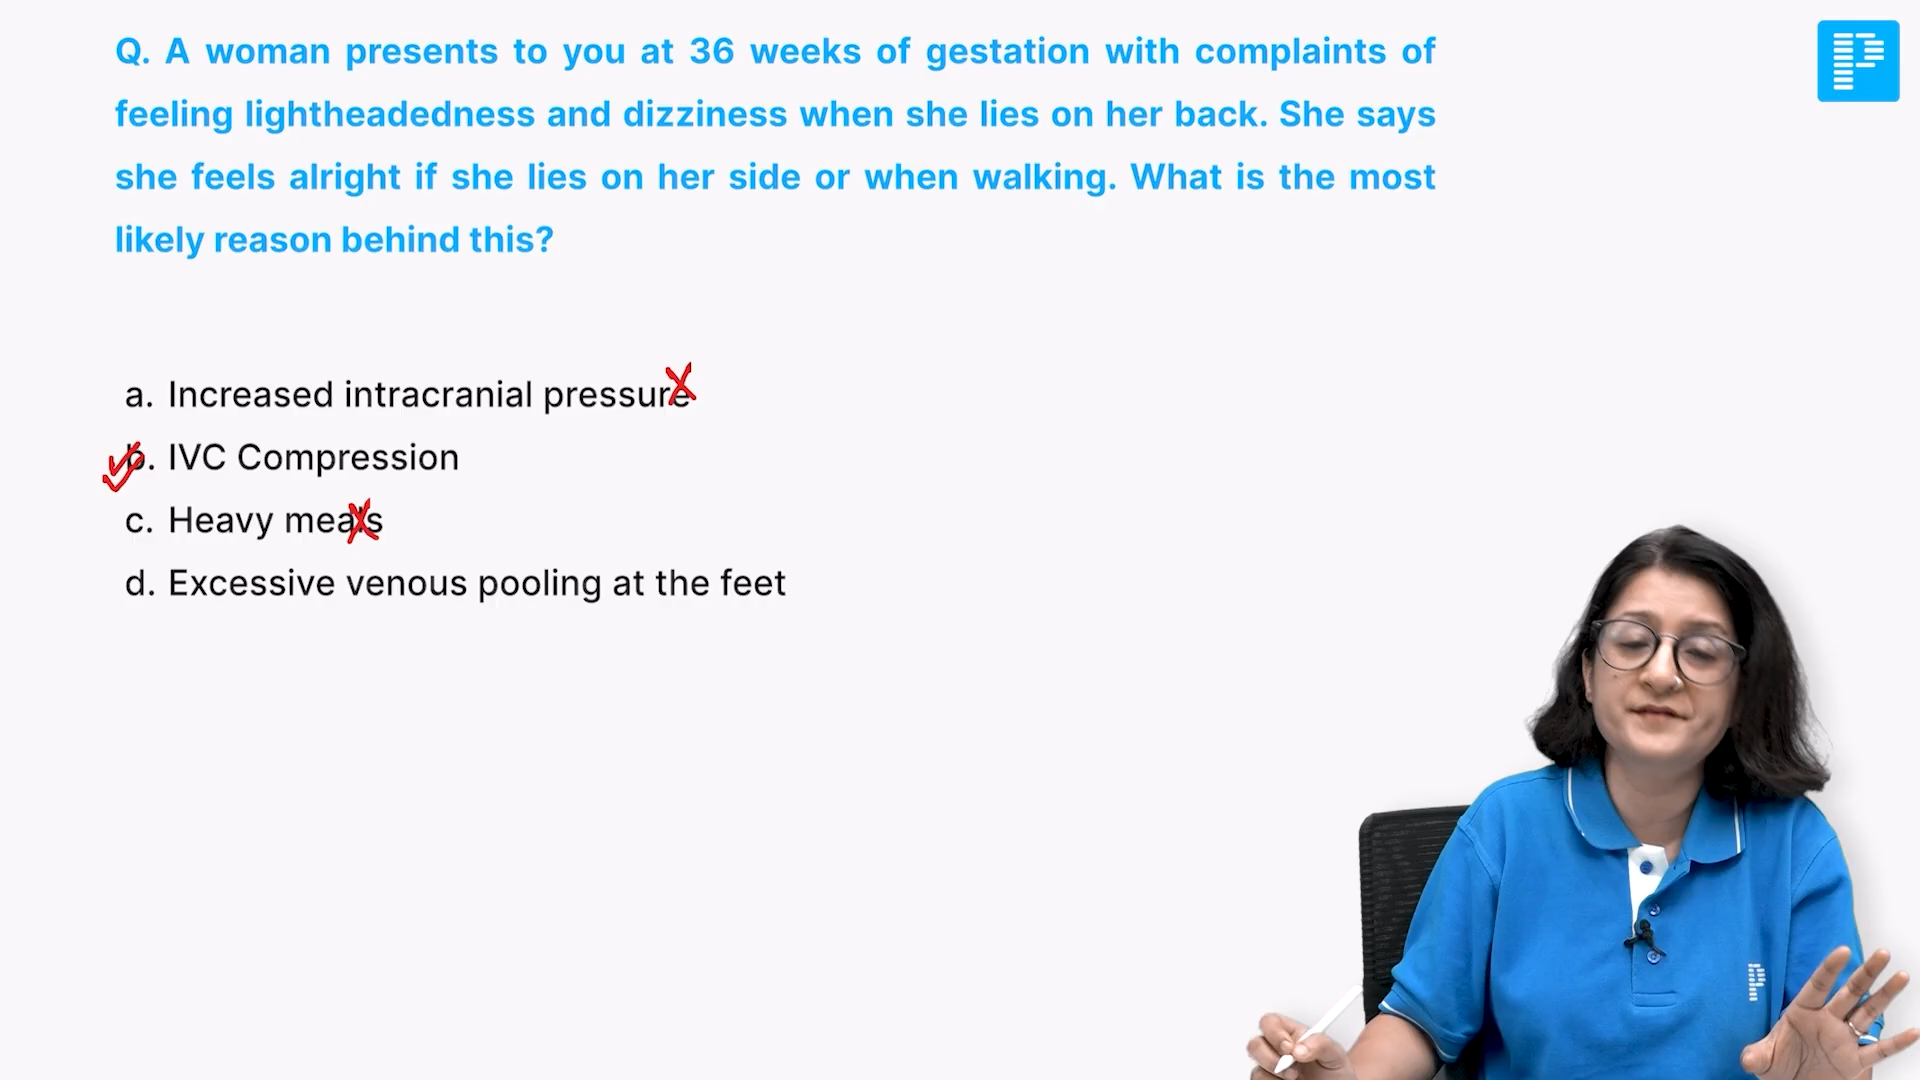 Q. A woman presents to you at 36 weeks of gestation with complaints of
feeling lightheadedness and dizziness when she lies on her back. She says
she feels alright if she lies on her side or when walking. What is the most
likely reason behind this?
a. Increased intracranial pressure
b. IVC Compression
c. Heavy meals
d. Excessive venous pooling at the feet